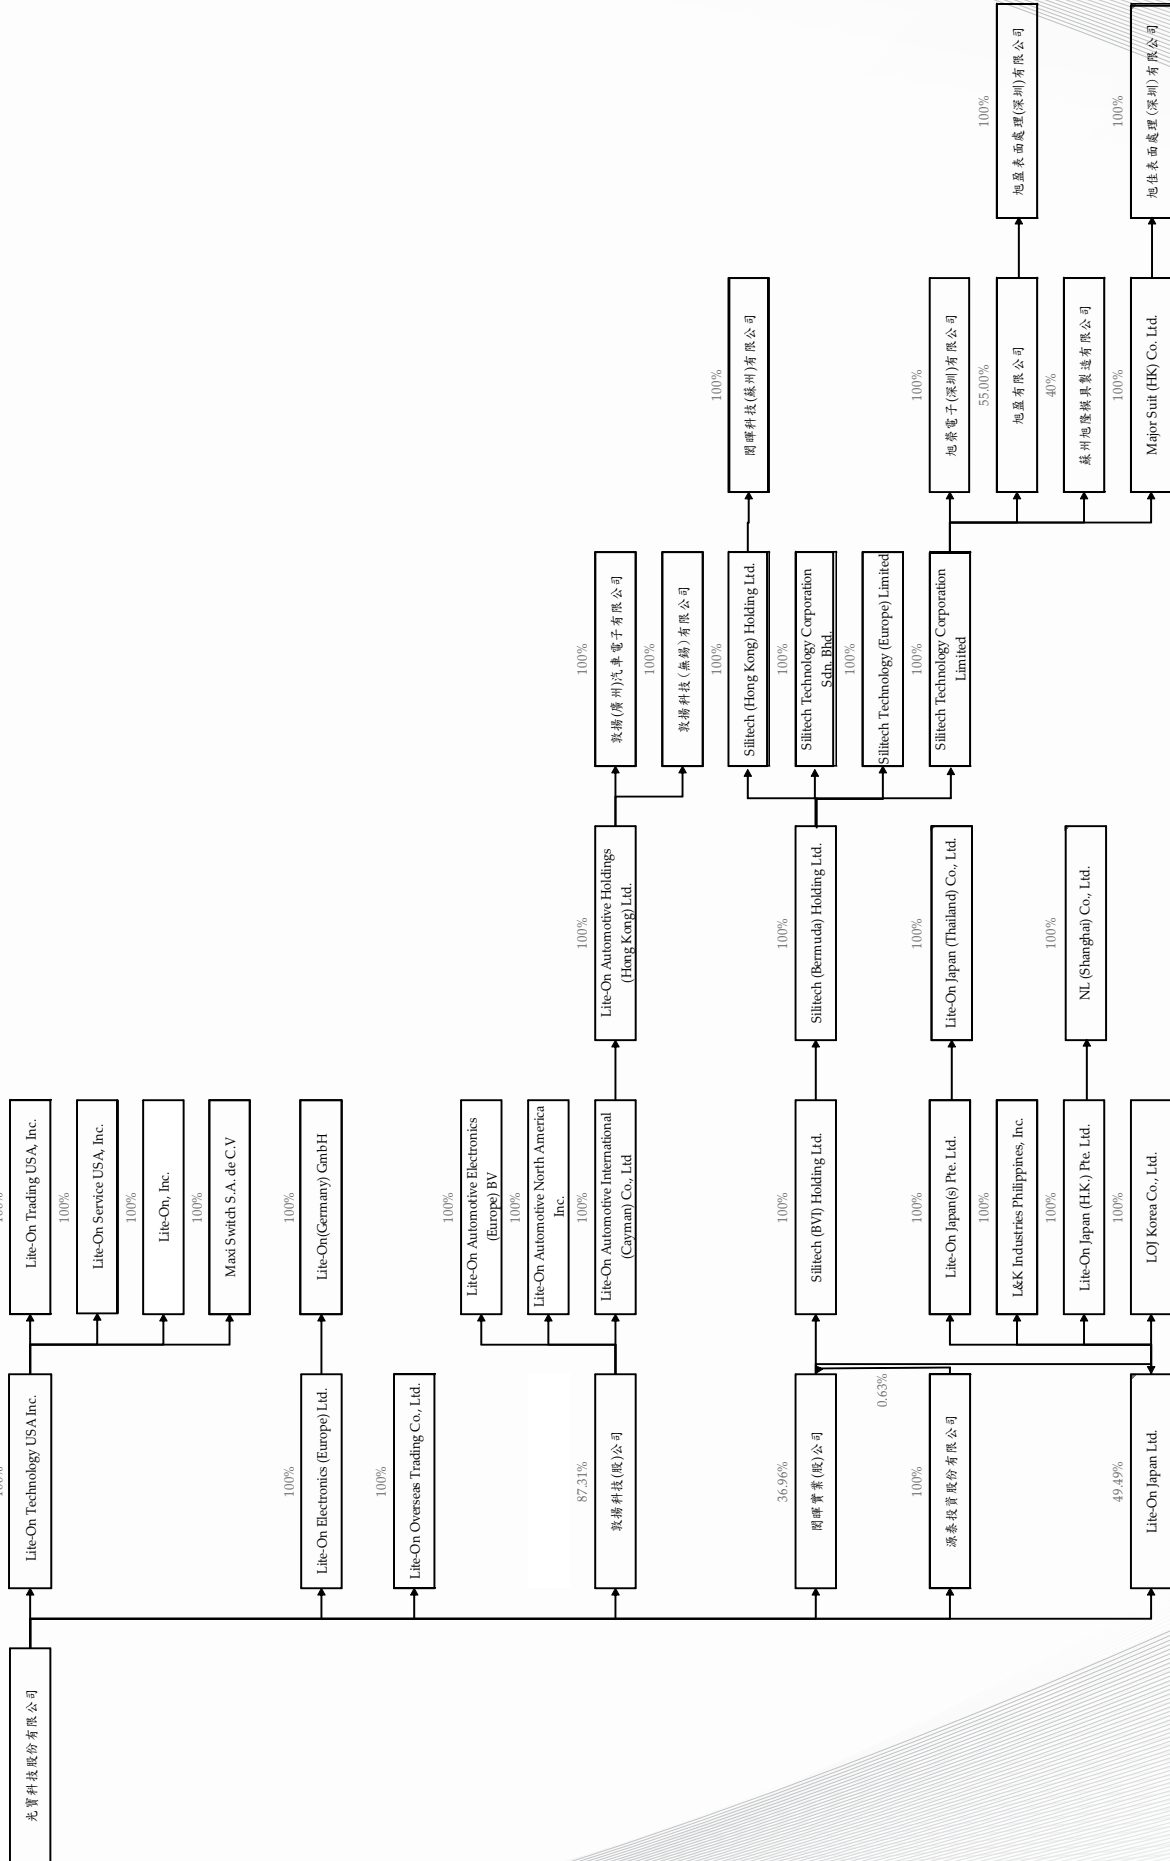 光寶科技股份有限公司
100%
Lite-On Technology USA Inc.
100%
Lite-On Trading USA, Inc.
100%
Lite-On Service USA, Inc.
100%
Lite-On, Inc.
100%
Maxi Switch S.A. de C.V
100%
Lite-On Electronics (Europe) Ltd.
100%
Lite-On(Germany) GmbH
100%
Lite-On Overseas Trading Co., Ltd.
87.31%
敦揚科技(股)公司
100%
Lite-On Automotive Electronics
(Europe) BV
100%
Lite-On Automotive North America
Inc.
100%
Lite-On Automotive International
(Cayman) Co., Ltd
100%
Lite-On Automotive Holdings
(Hong Kong) Ltd.
100%
敦揚(廣州)汽車電子有限公司
100%
敦揚科技(無錫)有限公司
36.96%
閎暉實業(股)公司
100%
Silitech (BVI) Holding Ltd.
100%
Silitech (Bermuda) Holding Ltd.
100%
Silitech (Hong Kong) Holding Ltd.
100%
閎暉科技(蘇州)有限公司
100%
Silitech Technology Corporation
Sdn. Bhd.
100%
Silitech Technology (Europe) Limited
100%
Silitech Technology Corporation
Limited
100%
旭榮電子(深圳)有限公司
55.00%
旭盈有限公司
100%
旭盈表面處理(深圳)有限公司
40%
蘇州旭隆模具製造有限公司
100%
Major Suit (HK) Co. Ltd.
100%
旭佳表面處理(深圳)有限公司
0.63%
100%
源泰投資股份有限公司
49.49%
Lite-On Japan Ltd.
100%
Lite-On Japan(s) Pte. Ltd.
100%
Lite-On Japan (Thailand) Co., Ltd.
100%
L&K Industries Philippines, Inc.
100%
Lite-On Japan (H.K.) Pte. Ltd.
100%
NL (Shanghai) Co., Ltd.
100%
LOJ Korea Co., Ltd.